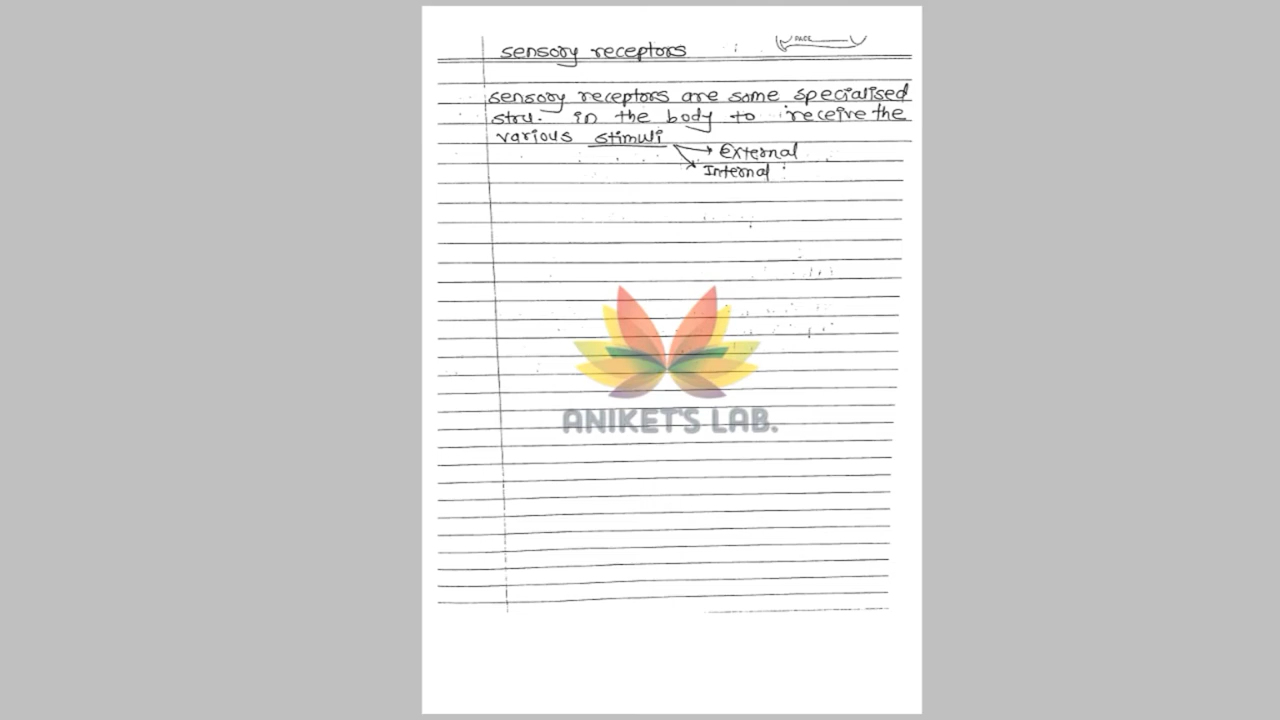 PAGE
sensory receptors
sensory receptors are some specialised
stru. in the body to receive the
various stimuli
External
Internal
ANIKET'S LAB.